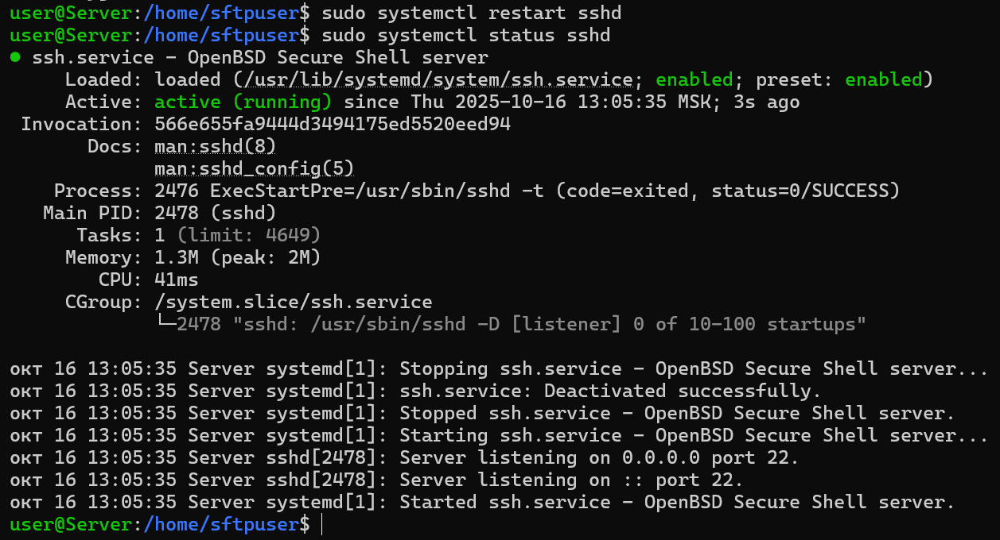 user@Server:/home/sftpuser$ sudo systemctl restart sshd
user@Server:/home/sftpuser$ sudo systemctl status sshd
● ssh.service - OpenBSD Secure Shell server
     Loaded: loaded (/usr/lib/systemd/system/ssh.service; enabled; preset: enabled)
     Active: active (running) since Thu 2025-10-16 13:05:35 MSK; 3s ago
 Invocation: 566e655fa9444d3494175ed5520eed94
       Docs: man:sshd(8)
             man:sshd_config(5)
    Process: 2476 ExecStartPre=/usr/sbin/sshd -t (code=exited, status=0/SUCCESS)
   Main PID: 2478 (sshd)
      Tasks: 1 (limit: 4649)
     Memory: 1.3M (peak: 2M)
        CPU: 41ms
     CGroup: /system.slice/ssh.service
             └─2478 "sshd: /usr/sbin/sshd -D [listener] 0 of 10-100 startups"

окт 16 13:05:35 Server systemd[1]: Stopping ssh.service - OpenBSD Secure Shell server...
окт 16 13:05:35 Server systemd[1]: ssh.service: Deactivated successfully.
окт 16 13:05:35 Server systemd[1]: Stopped ssh.service - OpenBSD Secure Shell server.
окт 16 13:05:35 Server systemd[1]: Starting ssh.service - OpenBSD Secure Shell server...
окт 16 13:05:35 Server sshd[2478]: Server listening on 0.0.0.0 port 22.
окт 16 13:05:35 Server sshd[2478]: Server listening on :: port 22.
окт 16 13:05:35 Server systemd[1]: Started ssh.service - OpenBSD Secure Shell server.
user@Server:/home/sftpuser$